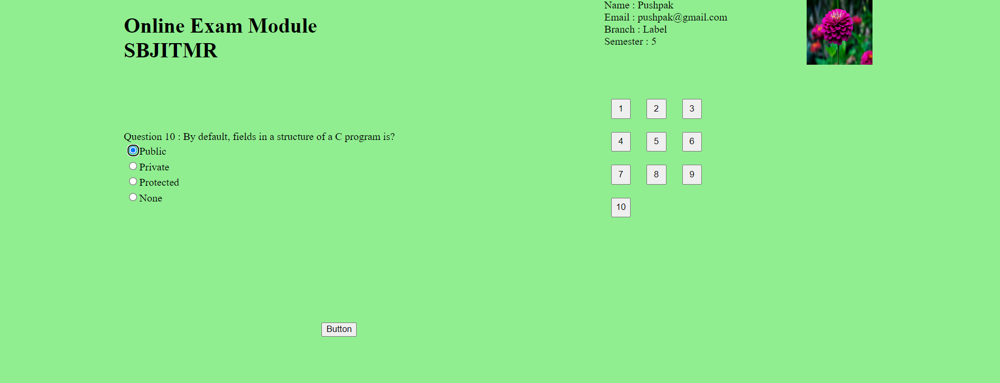 Online Exam Module
SBJITMR
Name : Pushpak
Email : pushpak@gmail.com
Branch : Label
Semester : 5
Question 10 : By default, fields in a structure of a C program is?
Public
Private
Protected
None
1 2 3
4 5 6
7 8 9
10
Button